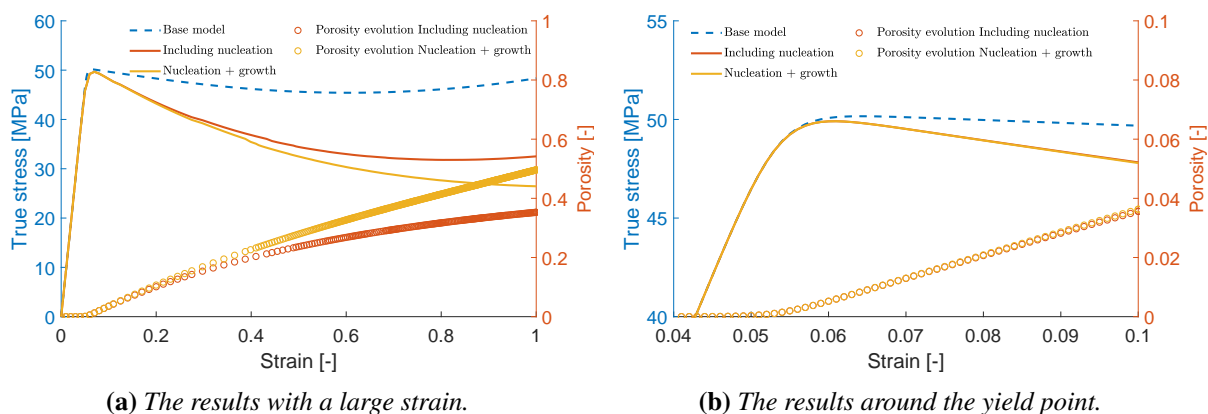 60
50
40
30
20
10
0
True stress [MPa]
Base model
Including nucleation
Nucleation + growth
Porosity evolution Including nucleation
Porosity evolution Nucleation + growth
1
0.8
0.6
0.4
0.2
0
Porosity [-]
0 0.2 0.4 0.6 0.8 1
Strain [-]
(a) The results with a large strain.
55
50
45
40
True stress [MPa]
Base model
Including nucleation
Nucleation + growth
Porosity evolution Including nucleation
Porosity evolution Nucleation + growth
0.1
0.08
0.06
0.04
0.02
0
Porosity [-]
0.04 0.05 0.06 0.07 0.08 0.09 0.1
Strain [-]
(b) The results around the yield point.